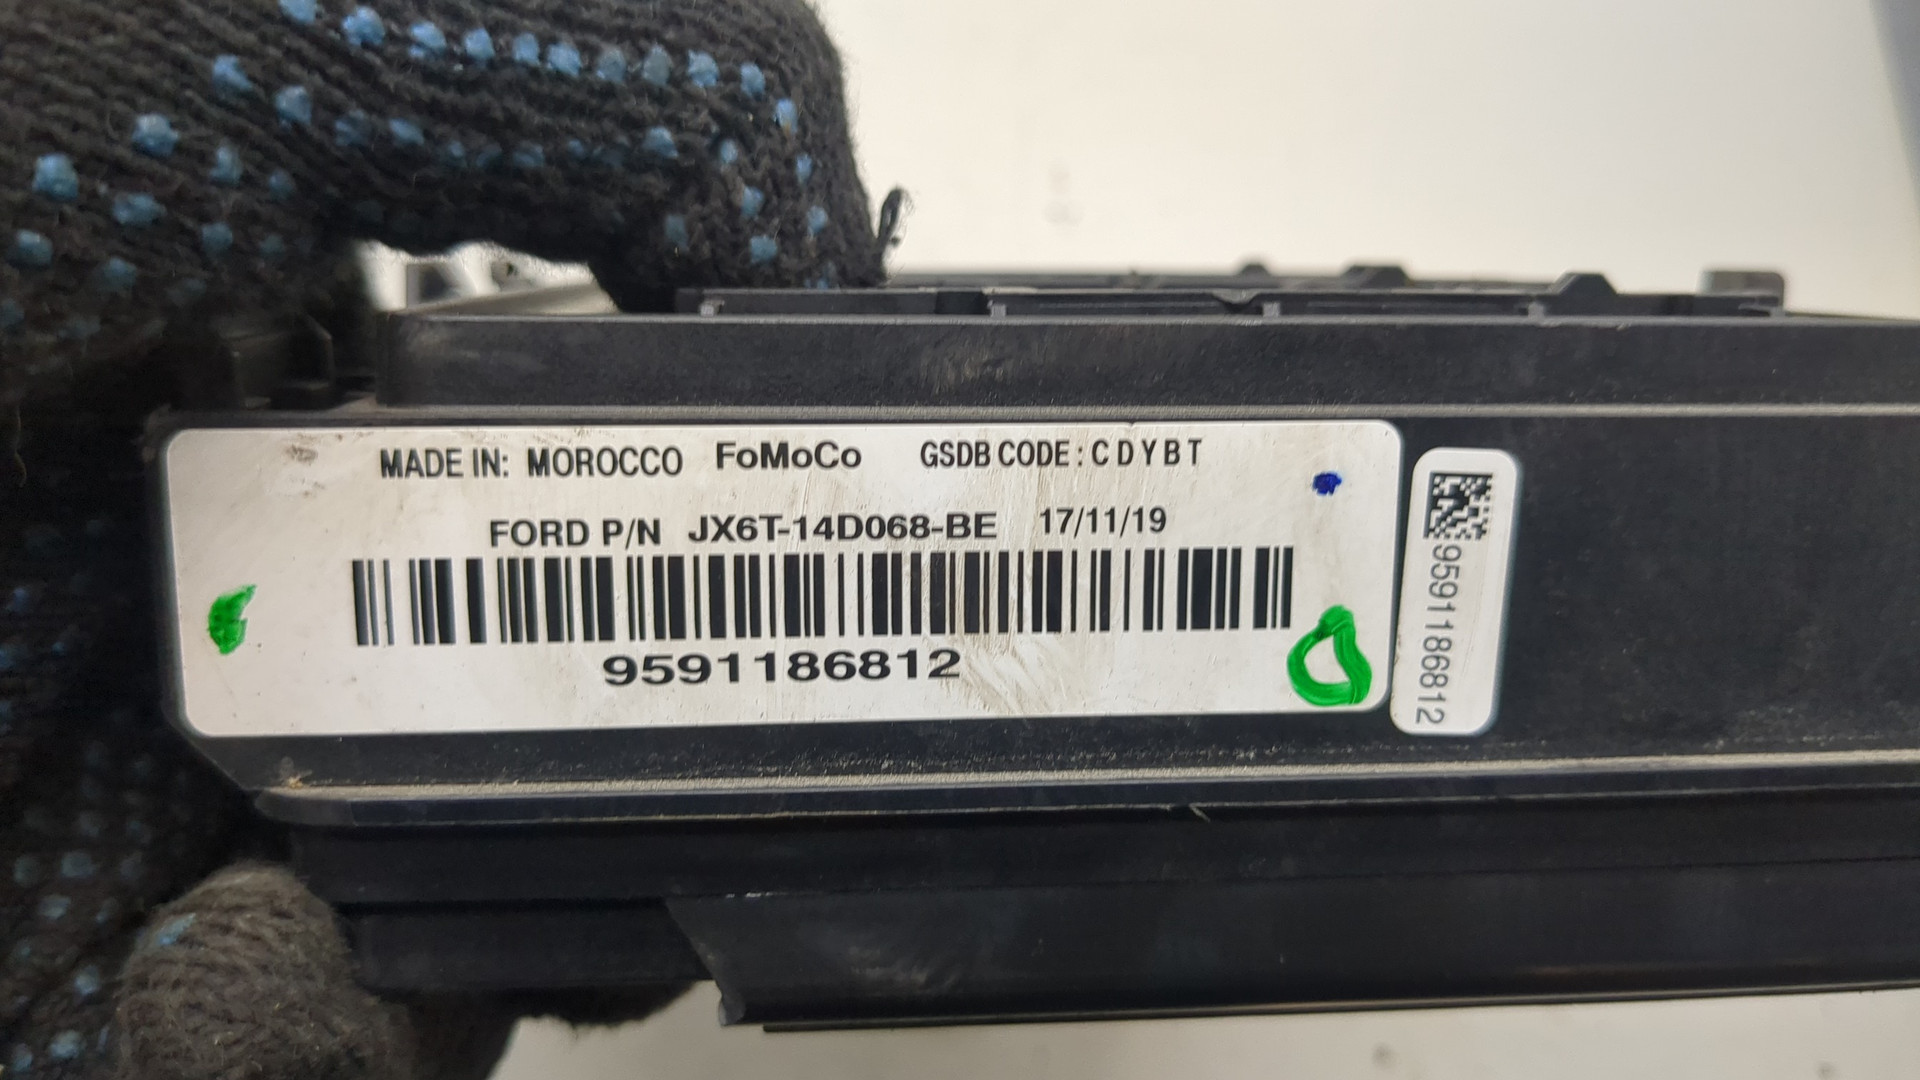 MADE IN: MOROCCO FoMoCo GSDB CODE : C D Y B T
FORD P/N JX6T-14D068-BE 17/11/19
9591186812
9591186812